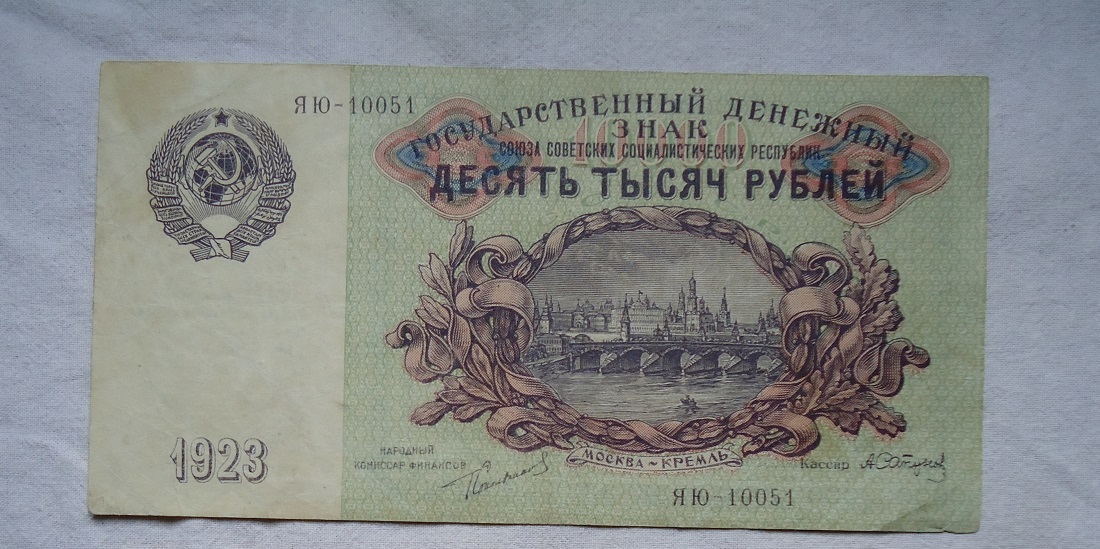 ЯЮ-10051
10000
ГОСУДАРСТВЕННЫЙ ДЕНЕЖНЫЙ
ЗНАК
СОЮЗА СОВЕТСКИХ СОЦИАЛИСТИЧЕСКИХ РЕСПУБЛИК.
ДЕСЯТЬ ТЫСЯЧ РУБЛЕЙ
1923
НАРОДНЫЙ
КОМИССАР ФИНАНСОВ
МОСКВА~КРЕМЛЬ
Кассир
ЯЮ-10051